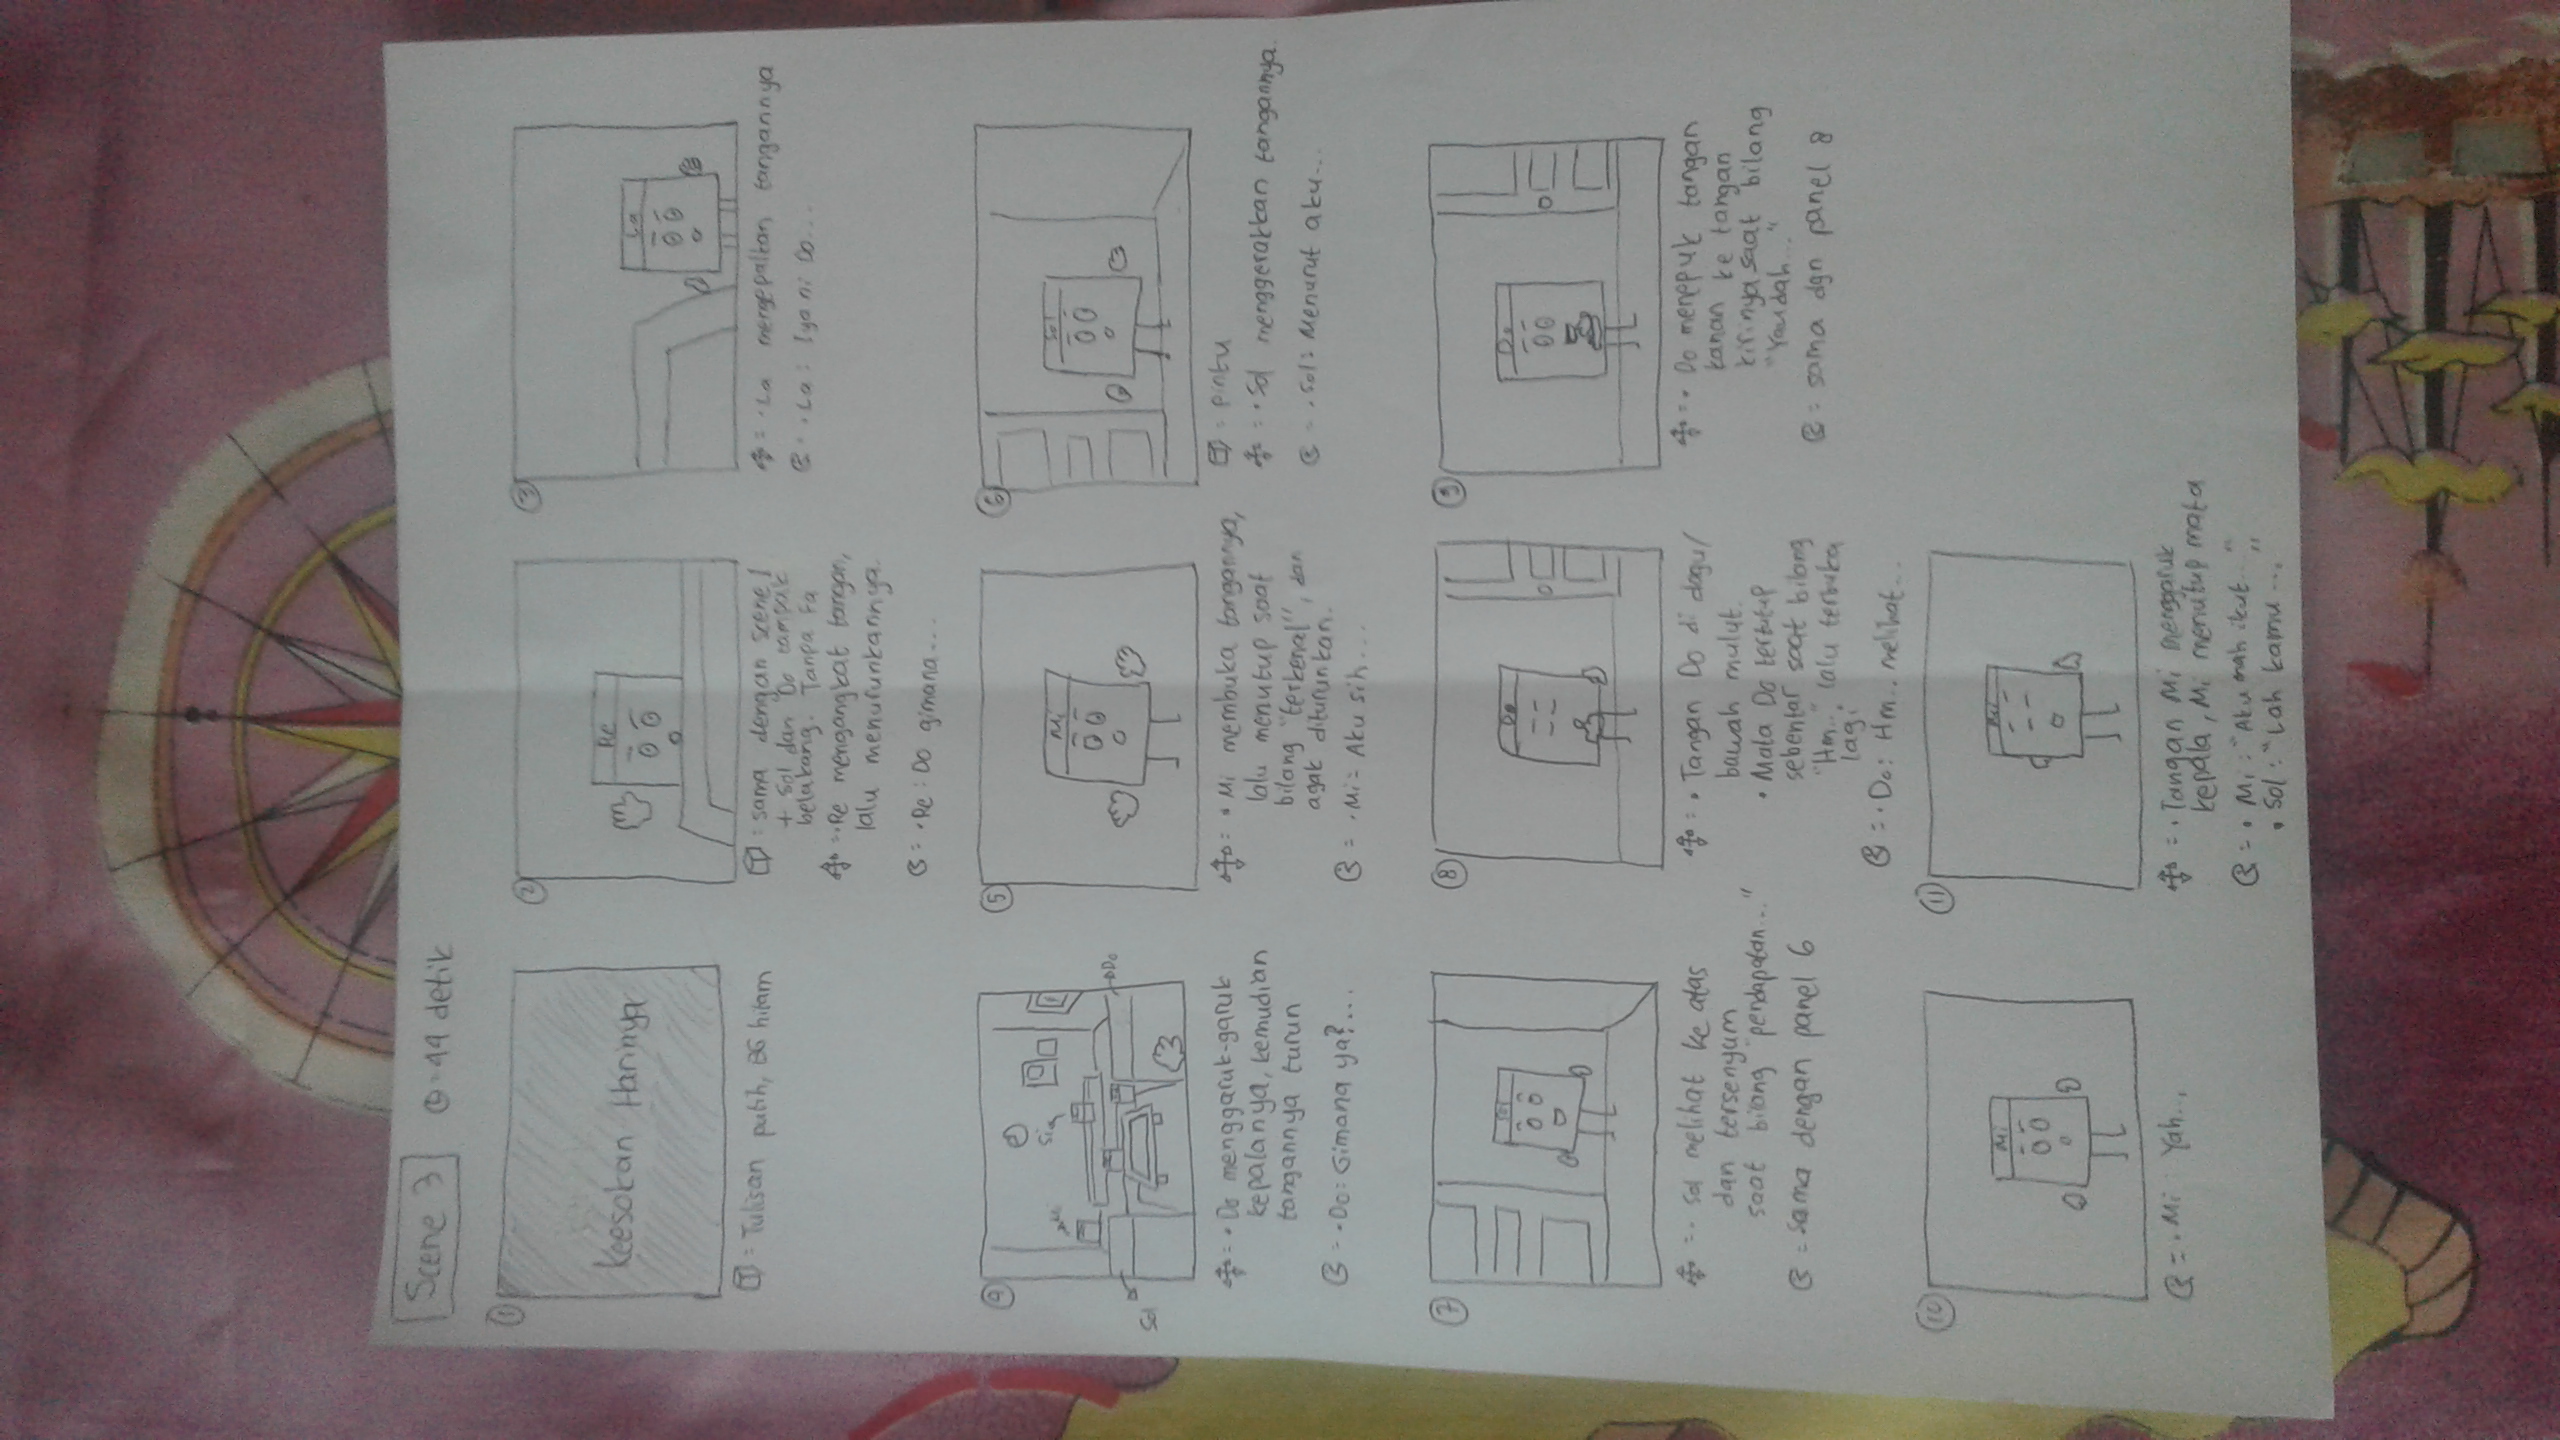 Scene 3
= 44 detik
1
Keesokan Harinya
= Tulisan putih, BG hitam
2
Re
: sama dengan scene 1
+ Sol dan Do tampak
belakang. Tanpa Fa
= . Re mengangkat tangan,
lalu menurunkannya.
= . Re : Do gimana ...
3
La
= . La mengepalkan tangannya
= . La : Iya ni Do ...
4
Mi
Si
Do
Sol
= . Do menggaruk-garuk
kepalanya, kemudian
tangannya turun
= . Do : Gimana ya? ...
5
Mi
= . Mi membuka tangannya,
lalu menutup saat
bilang "terkenal", dan
agak diturunkan.
= . Mi = Aku sih ...
6
Sol
= pintu
= . Sol menggerakkan tangannya.
= . Sol : Menurut aku ...
7
Sol
= . Sol melihat ke atas
dan tersenyum
saat bilang "pendapatan..."
= Sama dengan panel 6
8
Do
= . Tangan Do di dagu/
bawah mulut.
. Mata Do tertutup
sebentar saat bilang
"Hm..." lalu terbuka
lagi
= . Do : Hm.. melihat ...
9
Do
= . Do menepuk tangan
kanan ke tangan
kirinya saat bilang
"Yaudah..."
= sama dgn panel 8
10
Mi
= . Mi : Yah...
11
Mi
= . Tangan Mi menggaruk
kepala, Mi menutup mata
= . Mi : "Aku mah ikut ..."
. Sol : "Lah kamu ..."